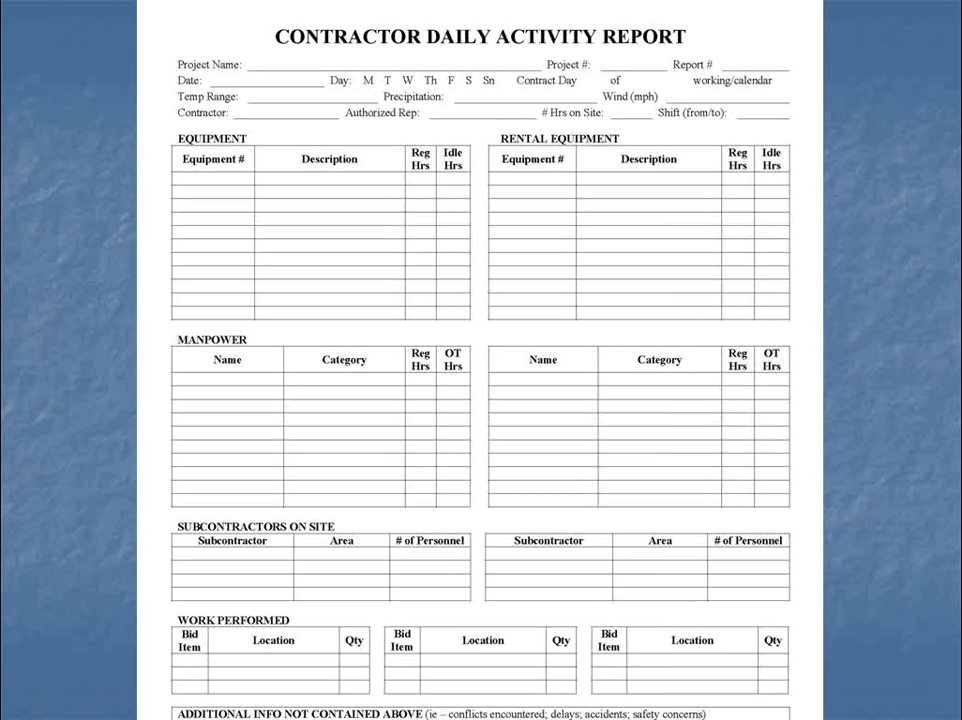 CONTRACTOR DAILY ACTIVITY REPORT
Project Name: Project #: Report #
Date: Day: M T W Th F S Sn Contract Day of working/calendar
Temp Range: Precipitation: Wind (mph)
Contractor: Authorized Rep: # Hrs on Site: Shift (from/to):
EQUIPMENT RENTAL EQUIPMENT
Equipment # Description Reg Hrs Idle Hrs Equipment # Description Reg Hrs Idle Hrs
MANPOWER
Name Category Reg Hrs OT Hrs Name Category Reg Hrs OT Hrs
SUBCONTRACTORS ON SITE
Subcontractor Area # of Personnel Subcontractor Area # of Personnel
WORK PERFORMED
Bid Item Location Qty Bid Item Location Qty Bid Item Location Qty
ADDITIONAL INFO NOT CONTAINED ABOVE (ie – conflicts encountered; delays; accidents; safety concerns)